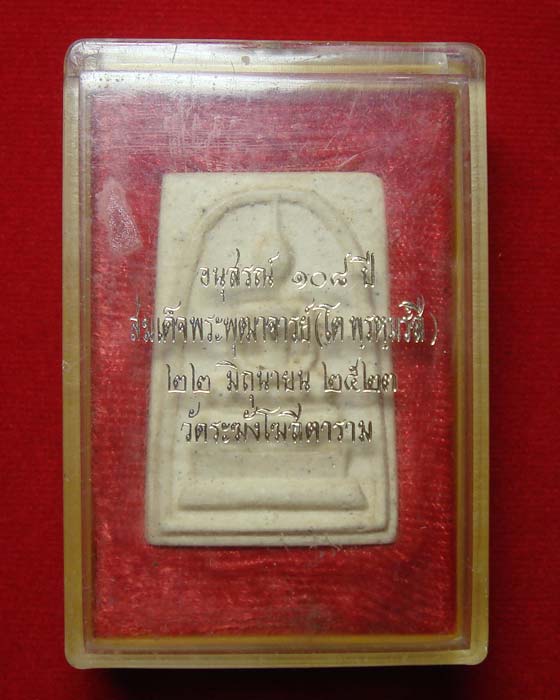 อนุสรณ์ ๑๐๘ ปี
สมเด็จพระพุฒาจารย์(โต พฺรหฺมรํสี)
๒๒ มิถุนายน ๒๕๒๓
วัดระฆังโฆสิตาราม